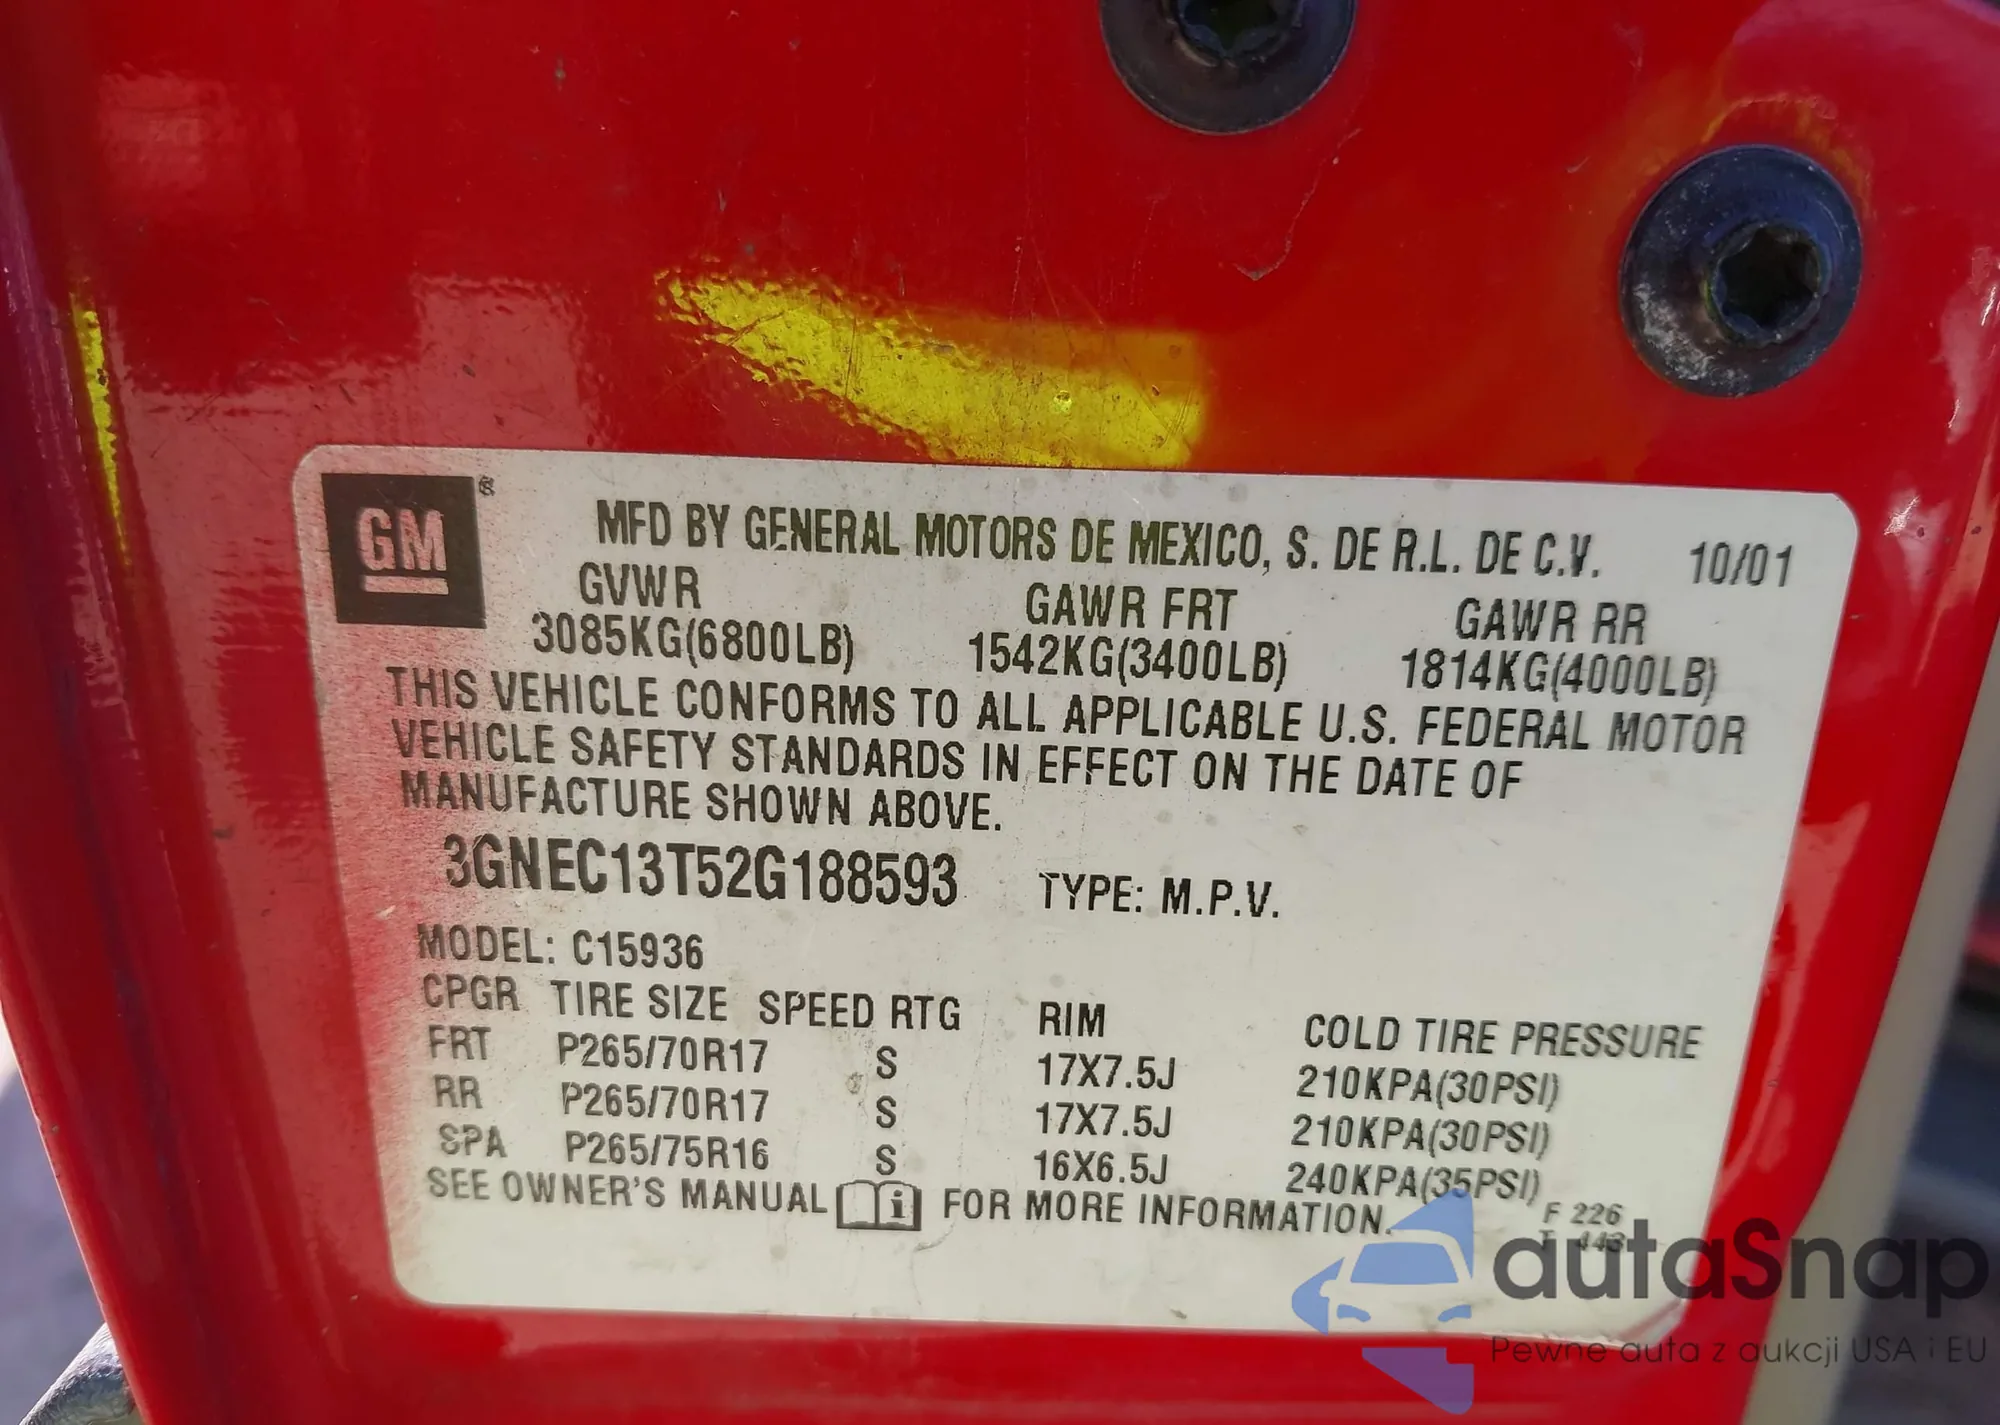 GM ®
MFD BY GENERAL MOTORS DE MEXICO, S. DE R.L. DE C.V. 10/01
GVWR GAWR FRT GAWR RR
3085KG(6800LB) 1542KG(3400LB) 1814KG(4000LB)
THIS VEHICLE CONFORMS TO ALL APPLICABLE U.S. FEDERAL MOTOR
VEHICLE SAFETY STANDARDS IN EFFECT ON THE DATE OF
MANUFACTURE SHOWN ABOVE.
3GNEC13T52G188593 TYPE: M.P.V.
MODEL: C15936
CPGR TIRE SIZE SPEED RTG RIM COLD TIRE PRESSURE
FRT P265/70R17 S 17X7.5J 210KPA(30PSI)
RR P265/70R17 S 17X7.5J 210KPA(30PSI)
SPA P265/75R16 S 16X6.5J 240KPA(35PSI)
SEE OWNER'S MANUAL i FOR MORE INFORMATION.
F 226
autaSnap
Pewne auta z aukcji USA i EU